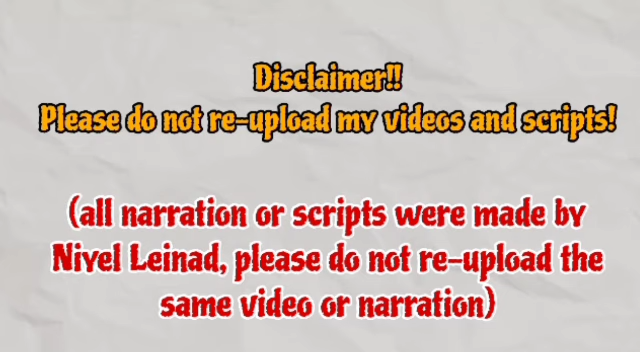 Disclaimer!!
Please do not re-upload my videos and scripts!
(all narration or scripts were made by
Nivel Leinad, please do not re-upload the
same video or narration)